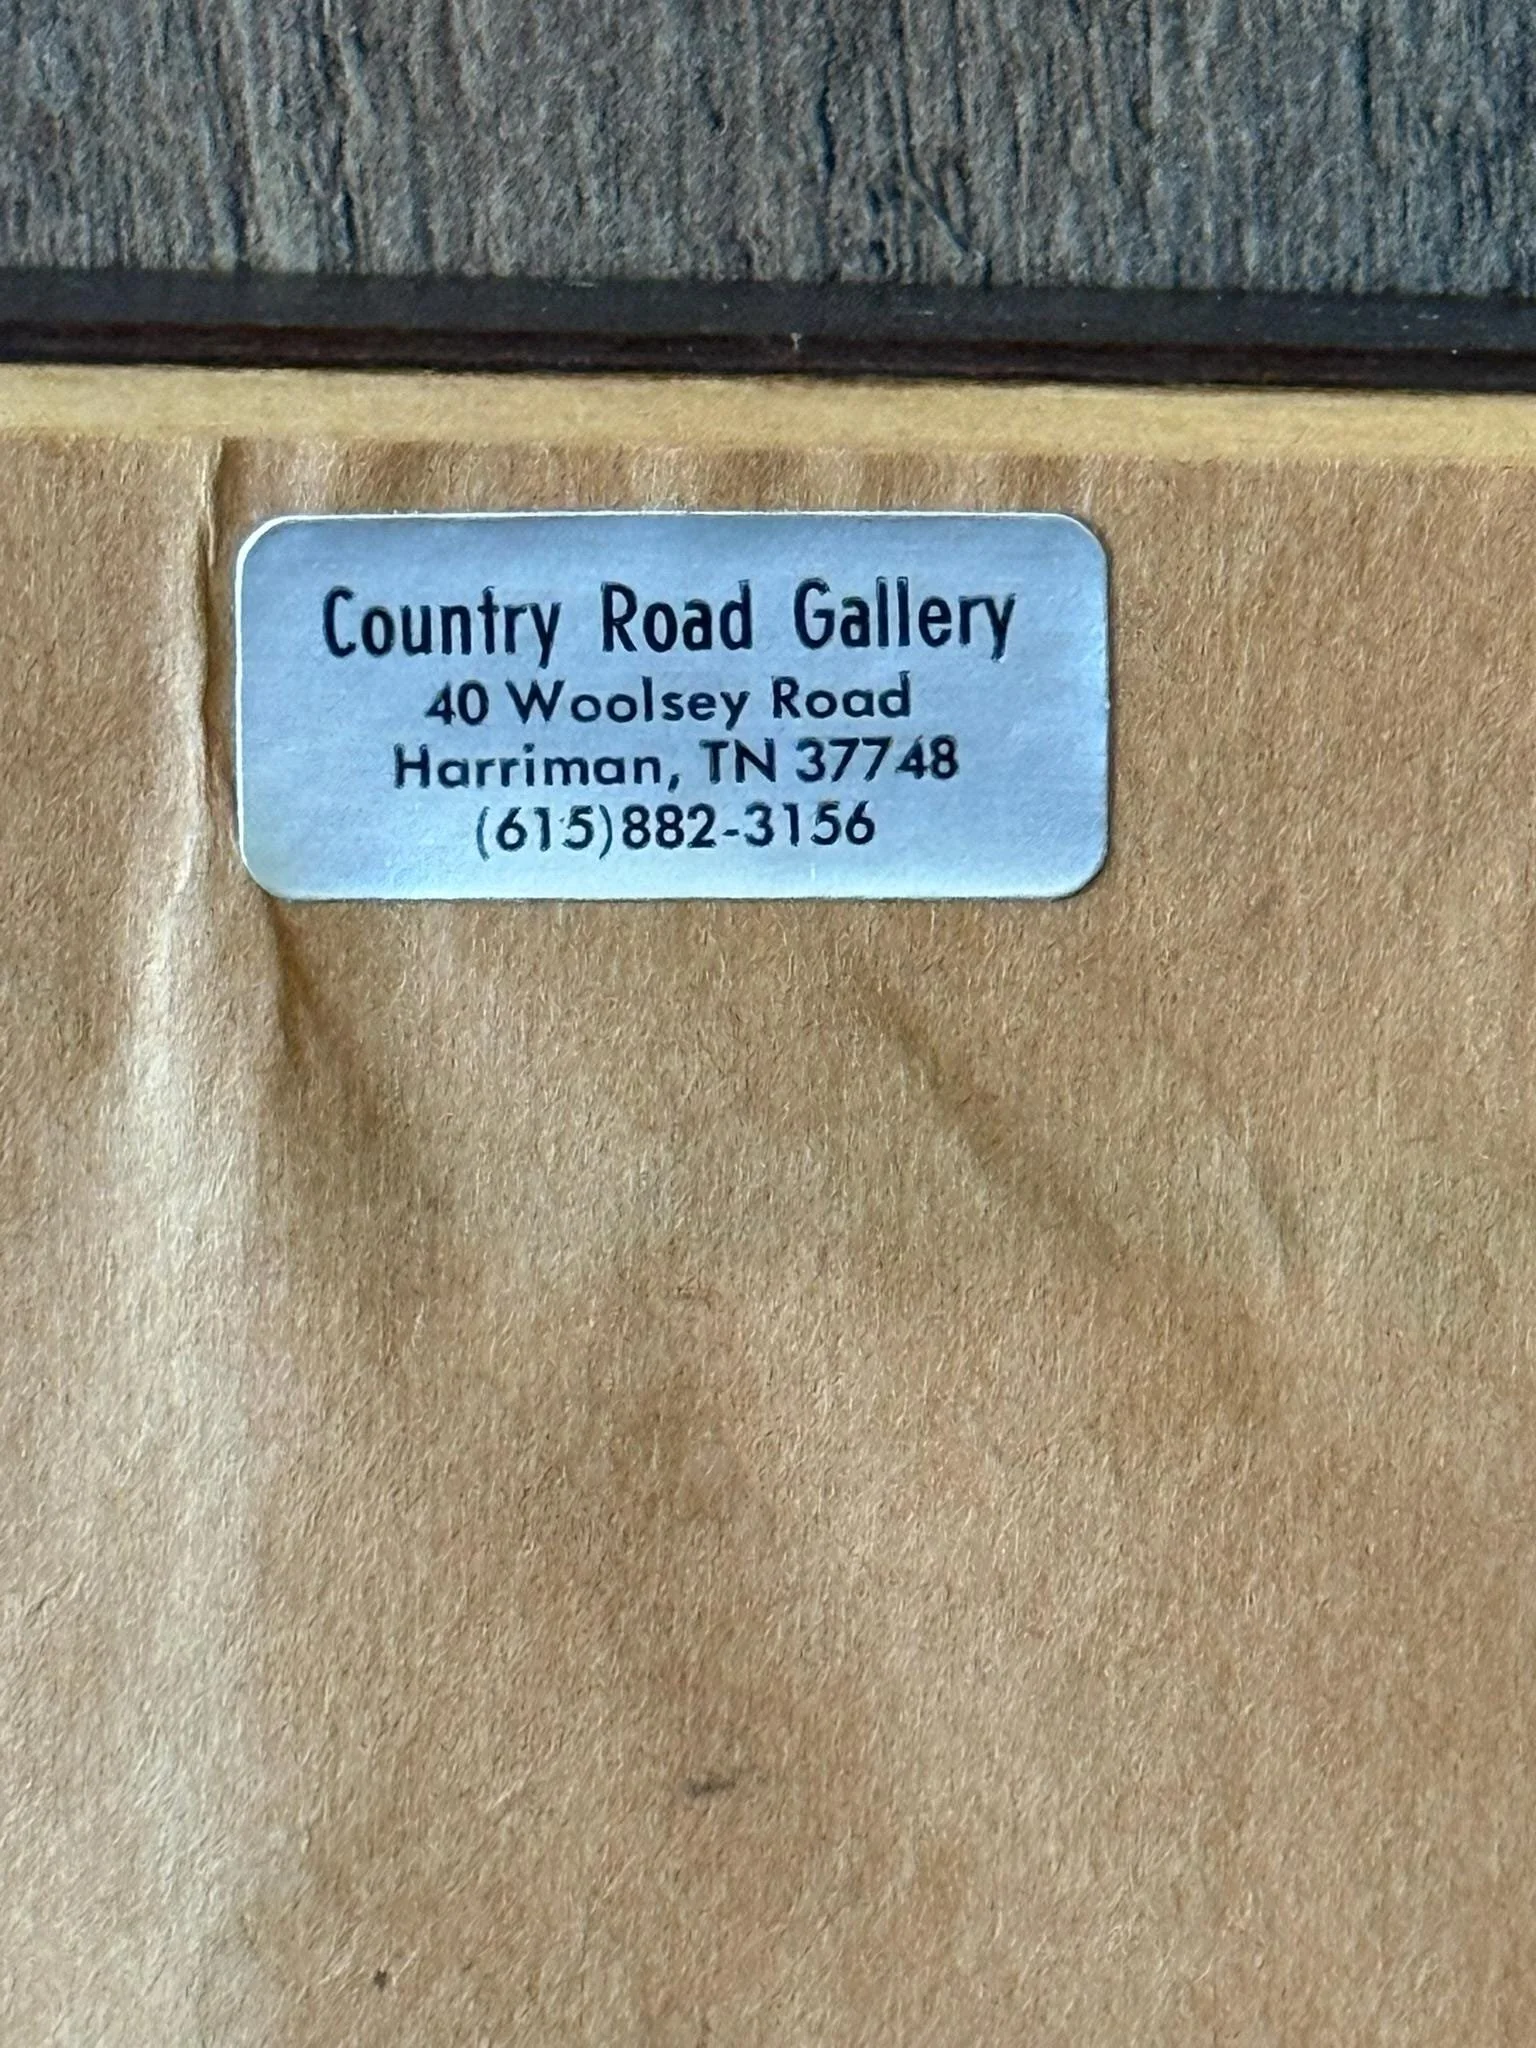 Country Road Gallery
40 Woolsey Road
Harriman, TN 37748
(615)882-3156